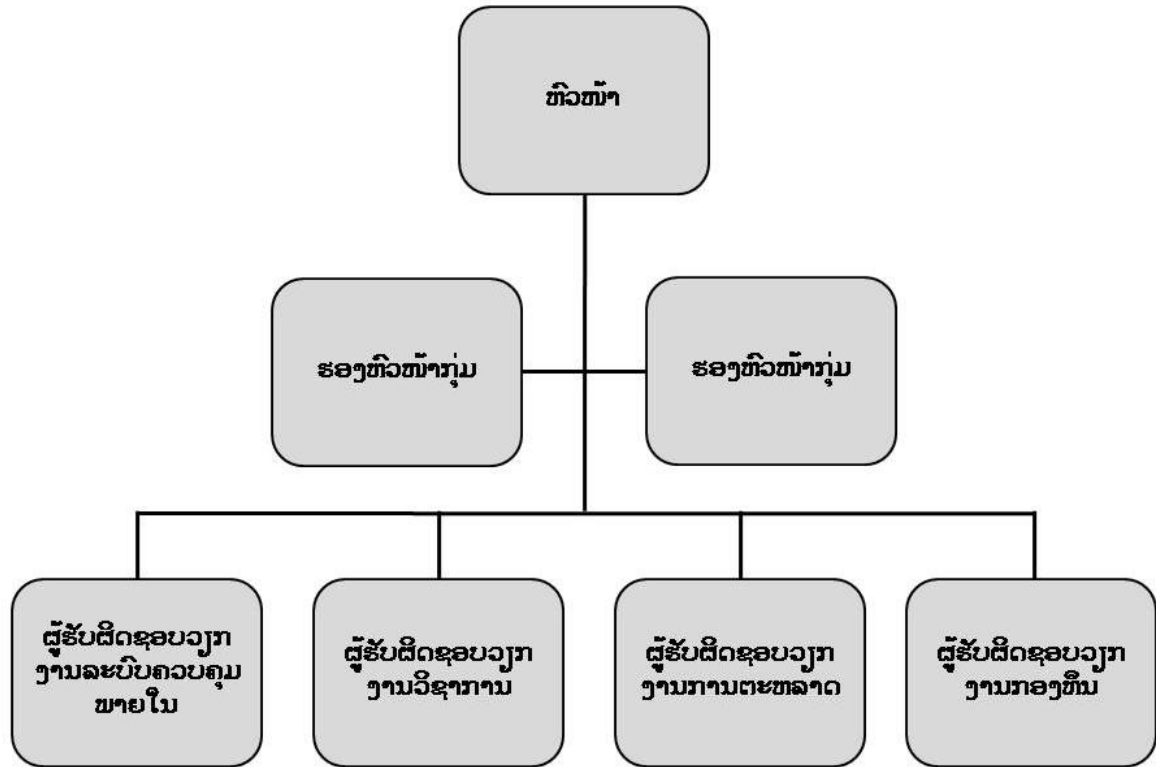 ຫົວໜ້າ
ຮອງຫົວໜ້າກຸ່ມ
ຮອງຫົວໜ້າກຸ່ມ
ຜູ້ຮັບຜິດຊອບວຽກ
ງານລະບົບຄວບຄຸມ
ພາຍໃນ
ຜູ້ຮັບຜິດຊອບວຽກ
ງານວິຊາການ
ຜູ້ຮັບຜິດຊອບວຽກ
ງານການຕະຫລາດ
ຜູ້ຮັບຜິດຊອບວຽກ
ງານກອງທຶນ